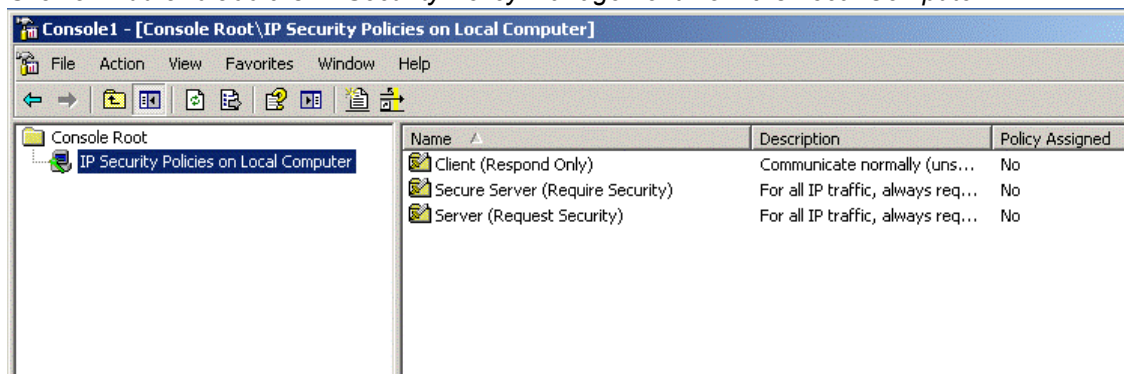 Console1 - [Console Root\IP Security Policies on Local Computer]
File Action View Favorites Window Help
Console Root
IP Security Policies on Local Computer
Name Description Policy Assigned
Client (Respond Only) Communicate normally (uns... No
Secure Server (Require Security) For all IP traffic, always req... No
Server (Request Security) For all IP traffic, always req... No